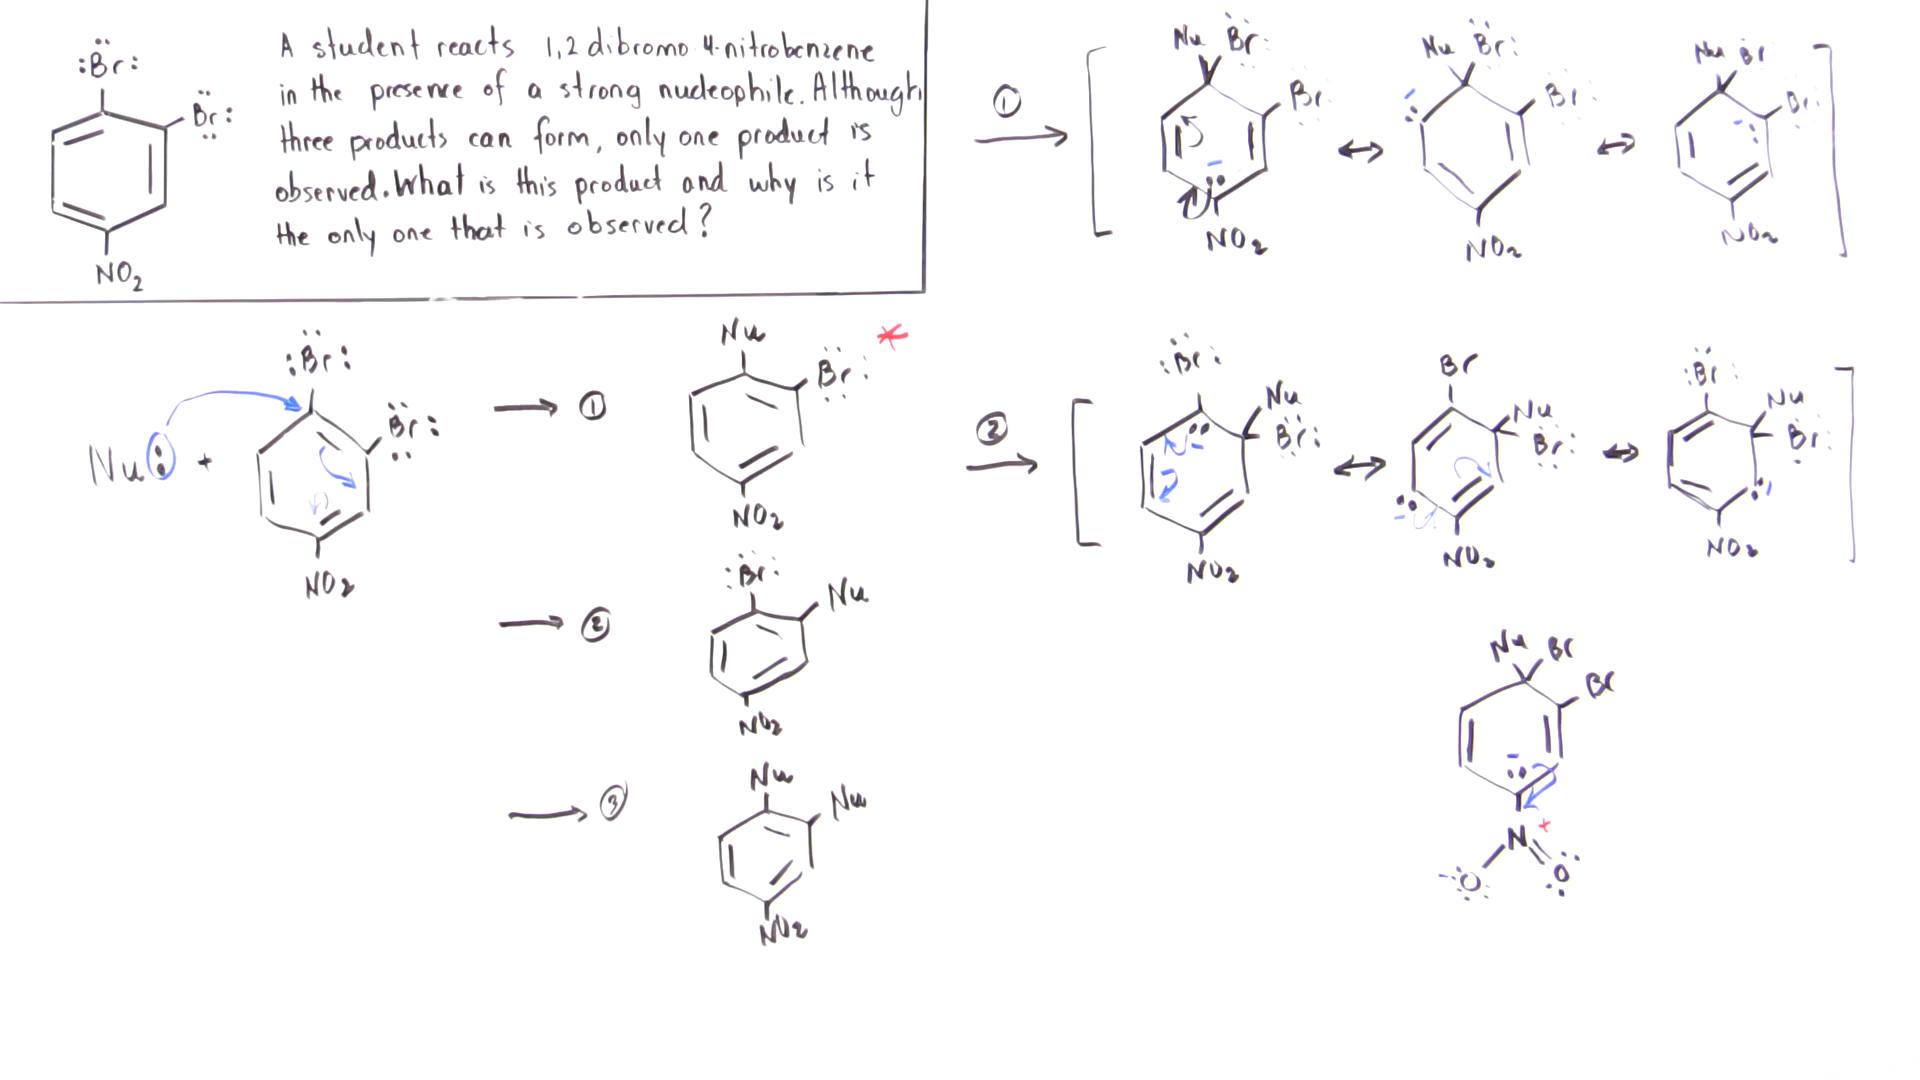 :Br:
Br:
NO2
A student reacts 1,2 dibromo 4-nitrobenzene
in the presence of a strong nucleophile. Although
three products can form, only one product is
observed. What is this product and why is it
the only one that is observed?
①
Nu Br:
Br
NO2
Nu Br:
Br
NO2
Nu Br
Br
NO2
Nu: +
:Br:
Br:
NO2
①
Nu
Br: *
NO2
②
:Br:
Nu
NO2
③
Nu
Nu
NO2
②
:Br:
Nu
Br:
NO2
Br
Nu
Br:
NO2
:Br:
Nu
Br:
NO2
Nu Br
Br
N +
O O